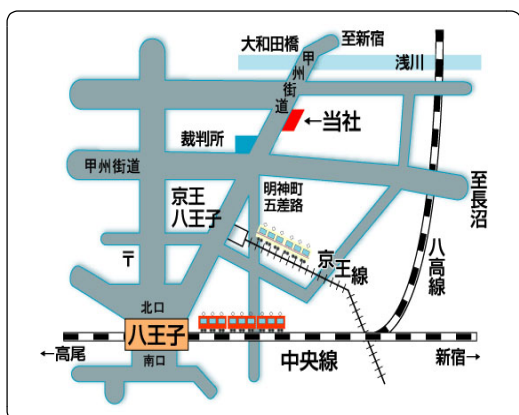 大和田橋
至新宿
甲州街道
浅川
←当社
裁判所
甲州街道
明神町
五差路
至長沼
京王
八王子
〒
京王線
八高線
北口
八王子
南口
←高尾
中央線
新宿→